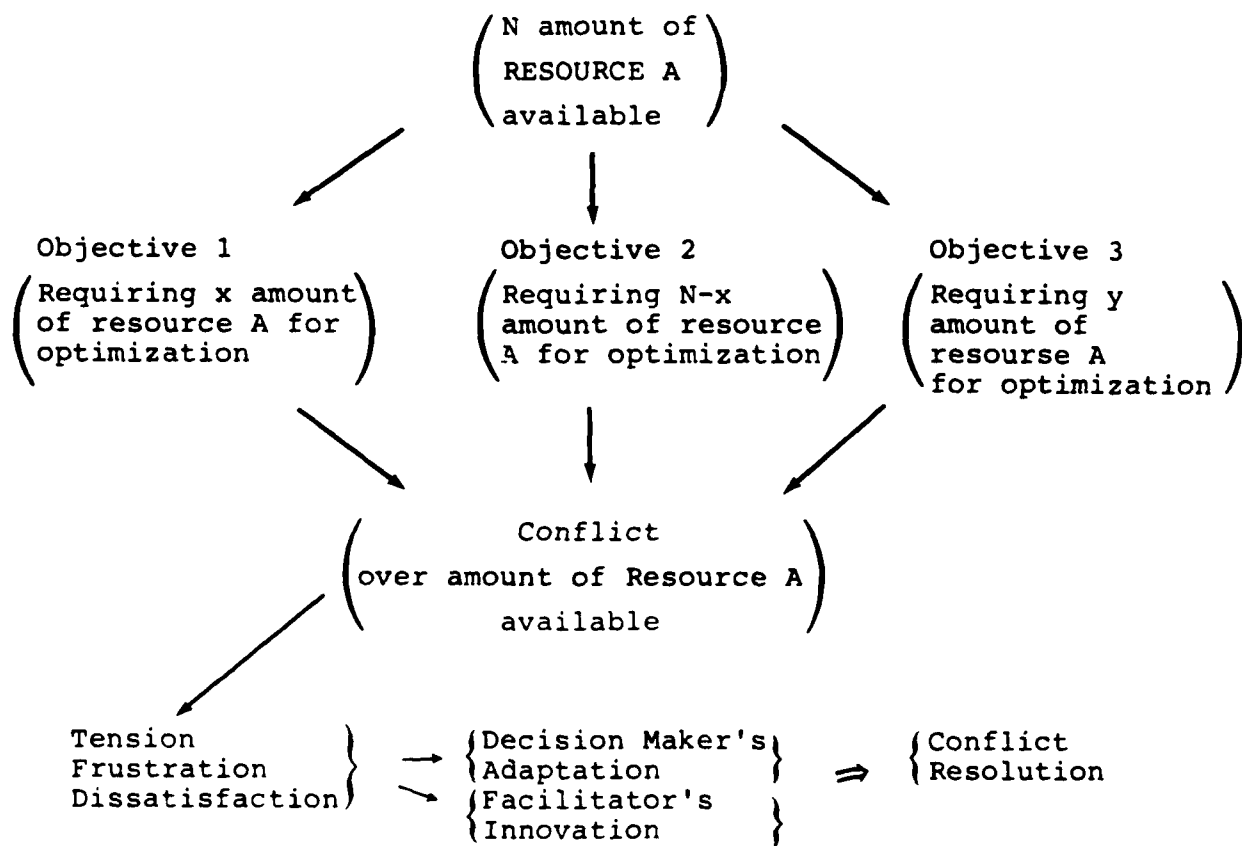 N amount of
RESOURCE A
available
Objective 1
Requiring x amount
of resource A for
optimization
Objective 2
Requiring N-x
amount of resource
A for optimization
Objective 3
Requiring y
amount of
resourse A
for optimization
Conflict
over amount of Resource A
available
Tension
Frustration
Dissatisfaction
Decision Maker's
Adaptation
Facilitator's
Innovation
Conflict
Resolution